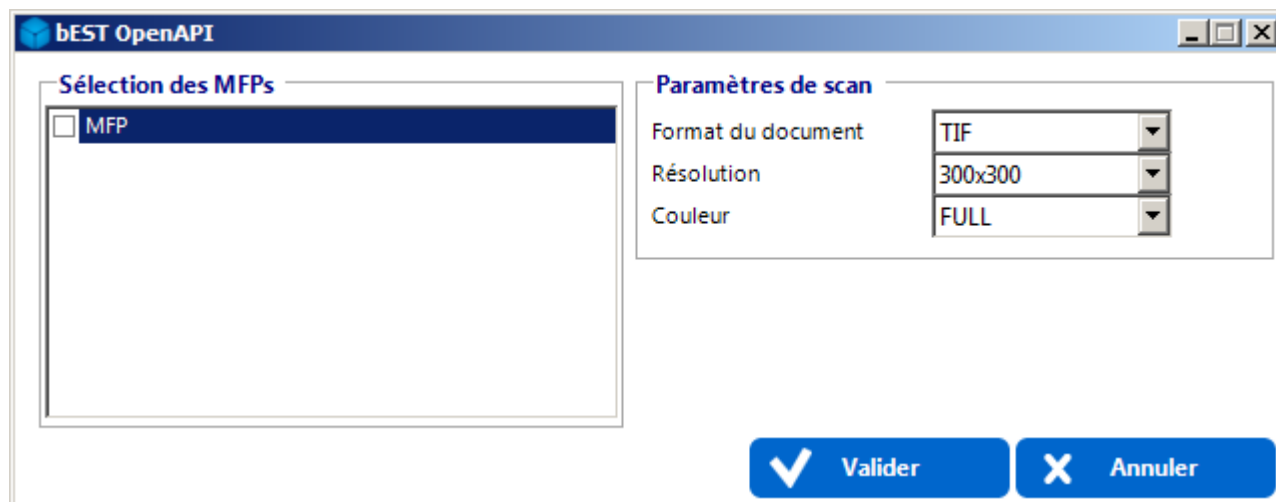 bEST OpenAPI
Sélection des MFPs
MFP
Paramètres de scan
Format du document TIF
Résolution 300x300
Couleur FULL
Valider Annuler